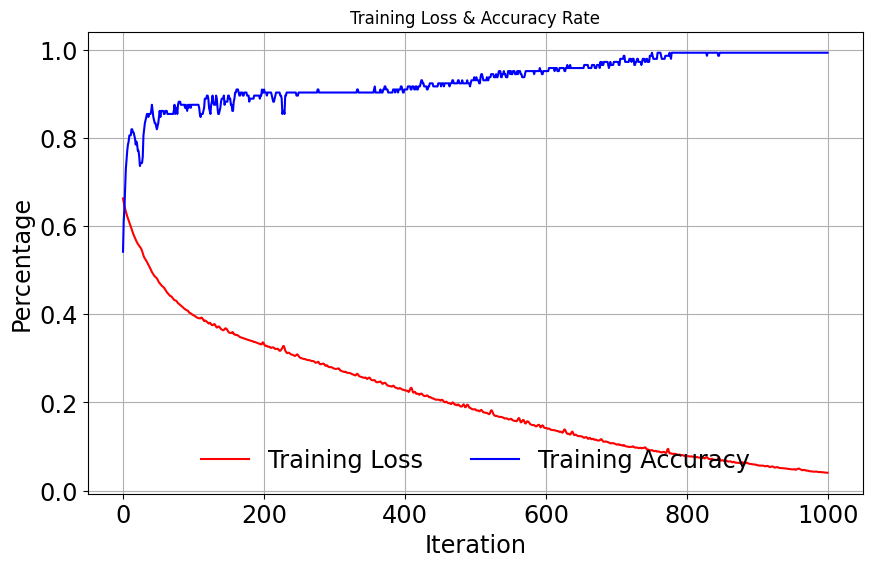 Training Loss & Accuracy Rate
1.0
0.8
0.6
0.4
0.2
0.0
Percentage
Training Loss Training Accuracy
0 200 400 600 800 1000
Iteration